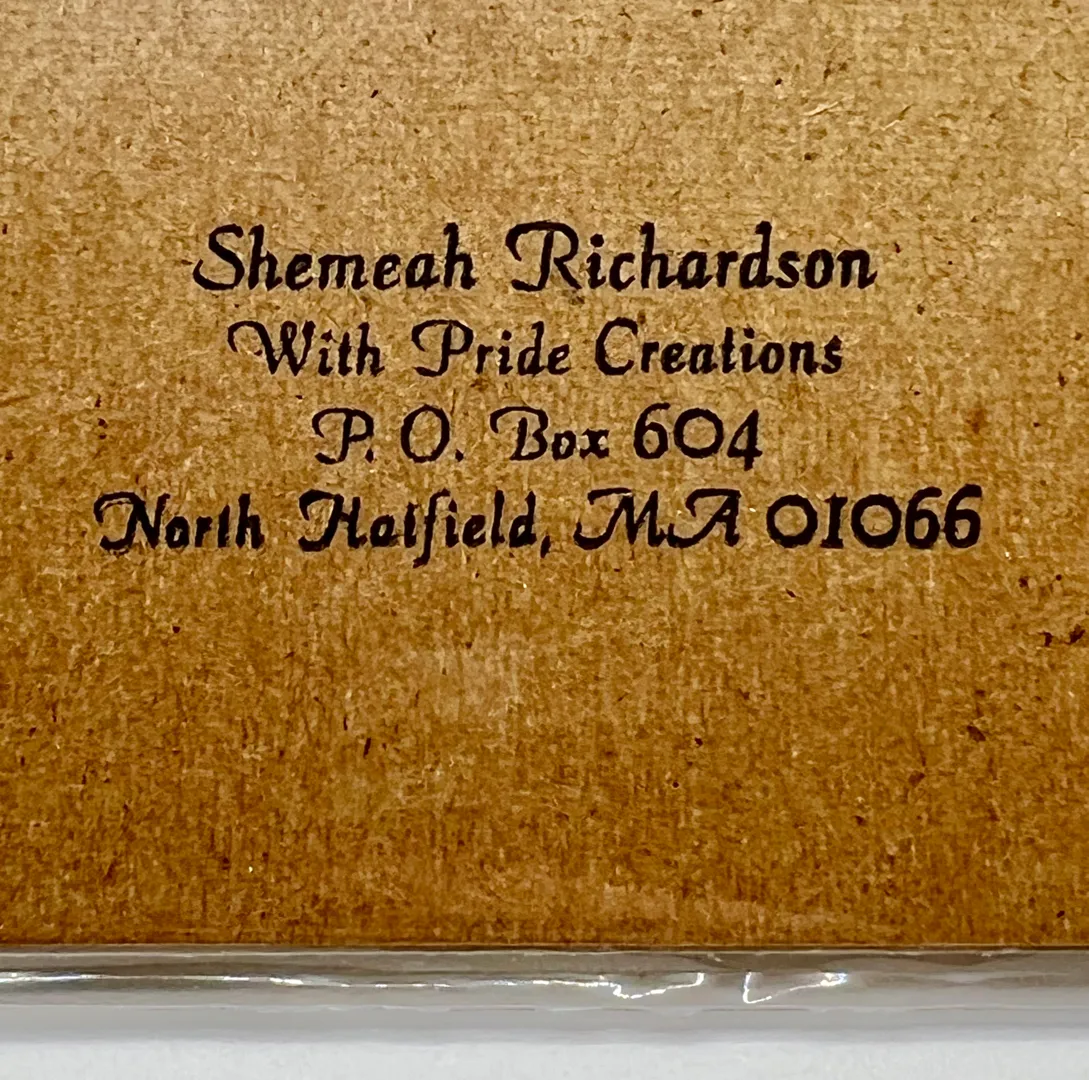 Shemeah Richardson
With Pride Creations
P. O. Box 604
North Hatfield, MA 01066